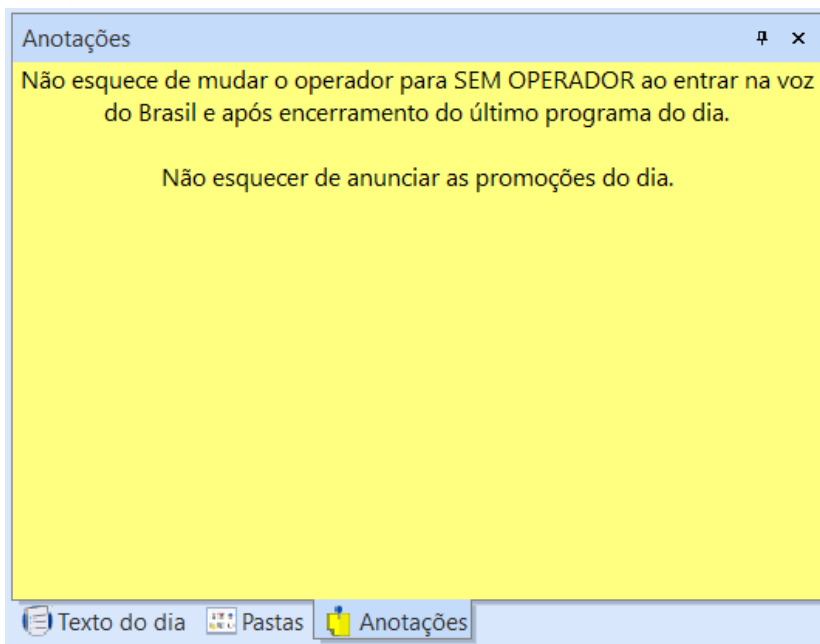 Anotações
Não esquece de mudar o operador para SEM OPERADOR ao entrar na voz
do Brasil e após encerramento do último programa do dia.
Não esquecer de anunciar as promoções do dia.
Texto do dia Pastas Anotações